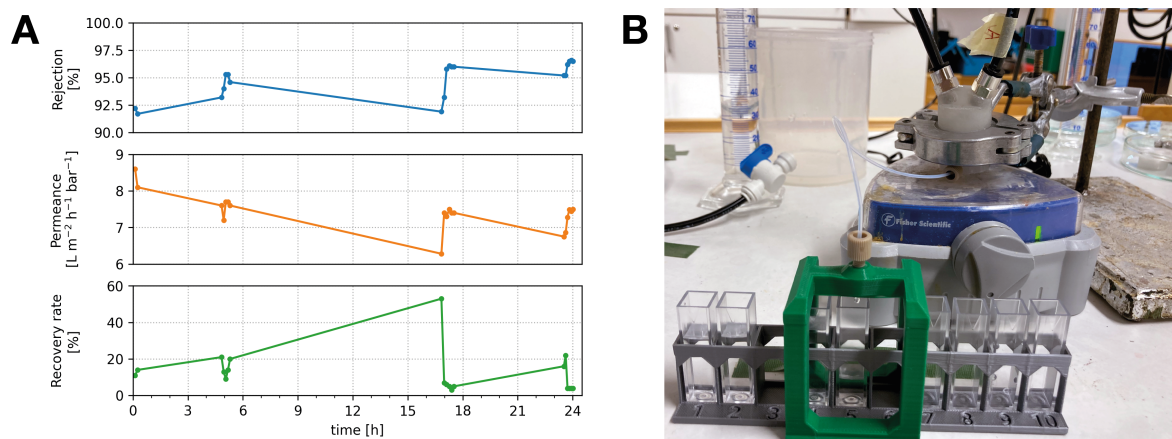 A
100.0
97.5
95.0
92.5
90.0
Rejection
[%]
9
8
7
6
Permeance
[L m⁻² h⁻¹ bar⁻¹]
60
40
20
0
Recovery rate
[%]
0 3 6 9 12 15 18 21 24
time [h]
B
A
Fisher Scientific
1 2 3 4 5 6 7 8 9 10